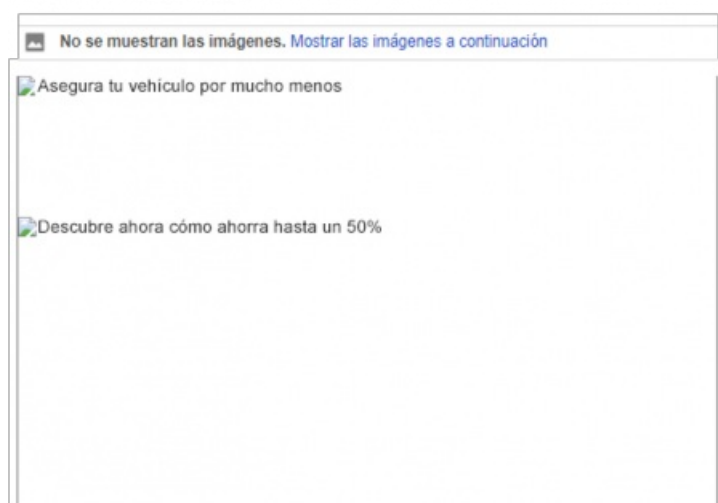 No se muestran las imágenes. Mostrar las imágenes a continuación
Asegura tu vehículo por mucho menos
Descubre ahora cómo ahorra hasta un 50%